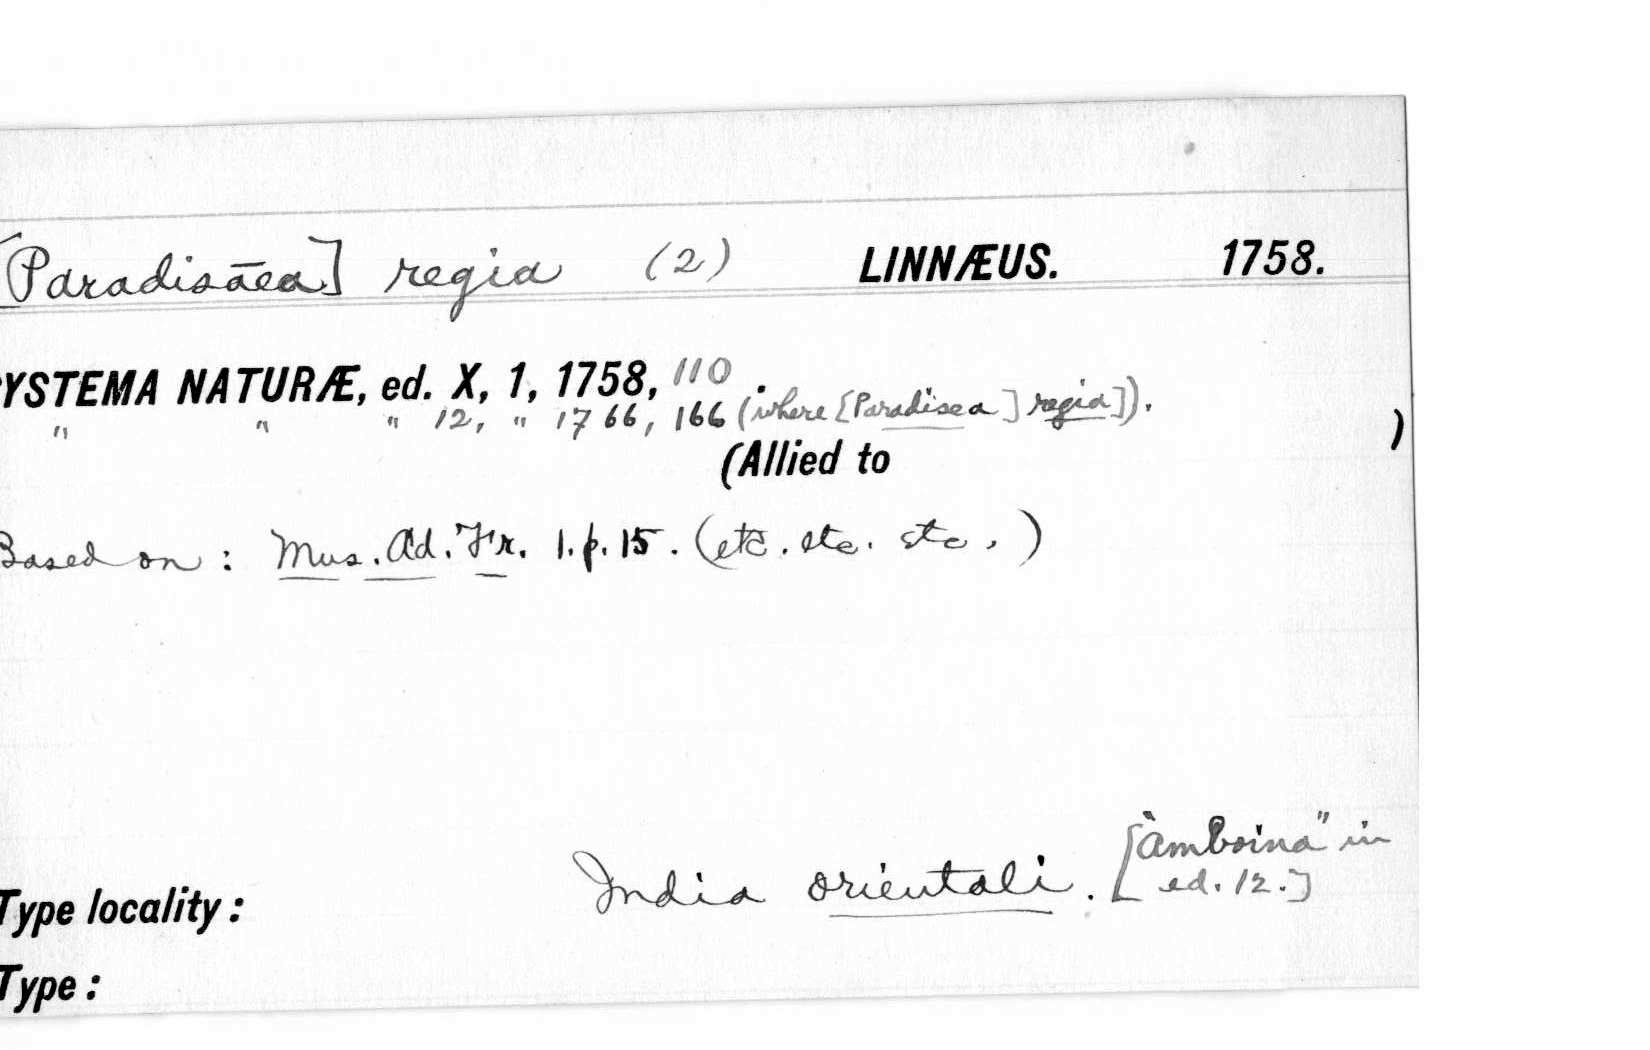 [Paradisāea] regia (2) LINNÆUS. 1758.
YSTEMA NATURÆ, ed. X, 1, 1758, 110.
" " " 12, " 1766, 166 (where [Paradisea] regia]).
(Allied to )
Based on: Mus. Ad. Fr. 1. p. 15. (etc. etc. etc.)
["Amboina" in
Type locality: India orientali. ed. 12.]
Type: